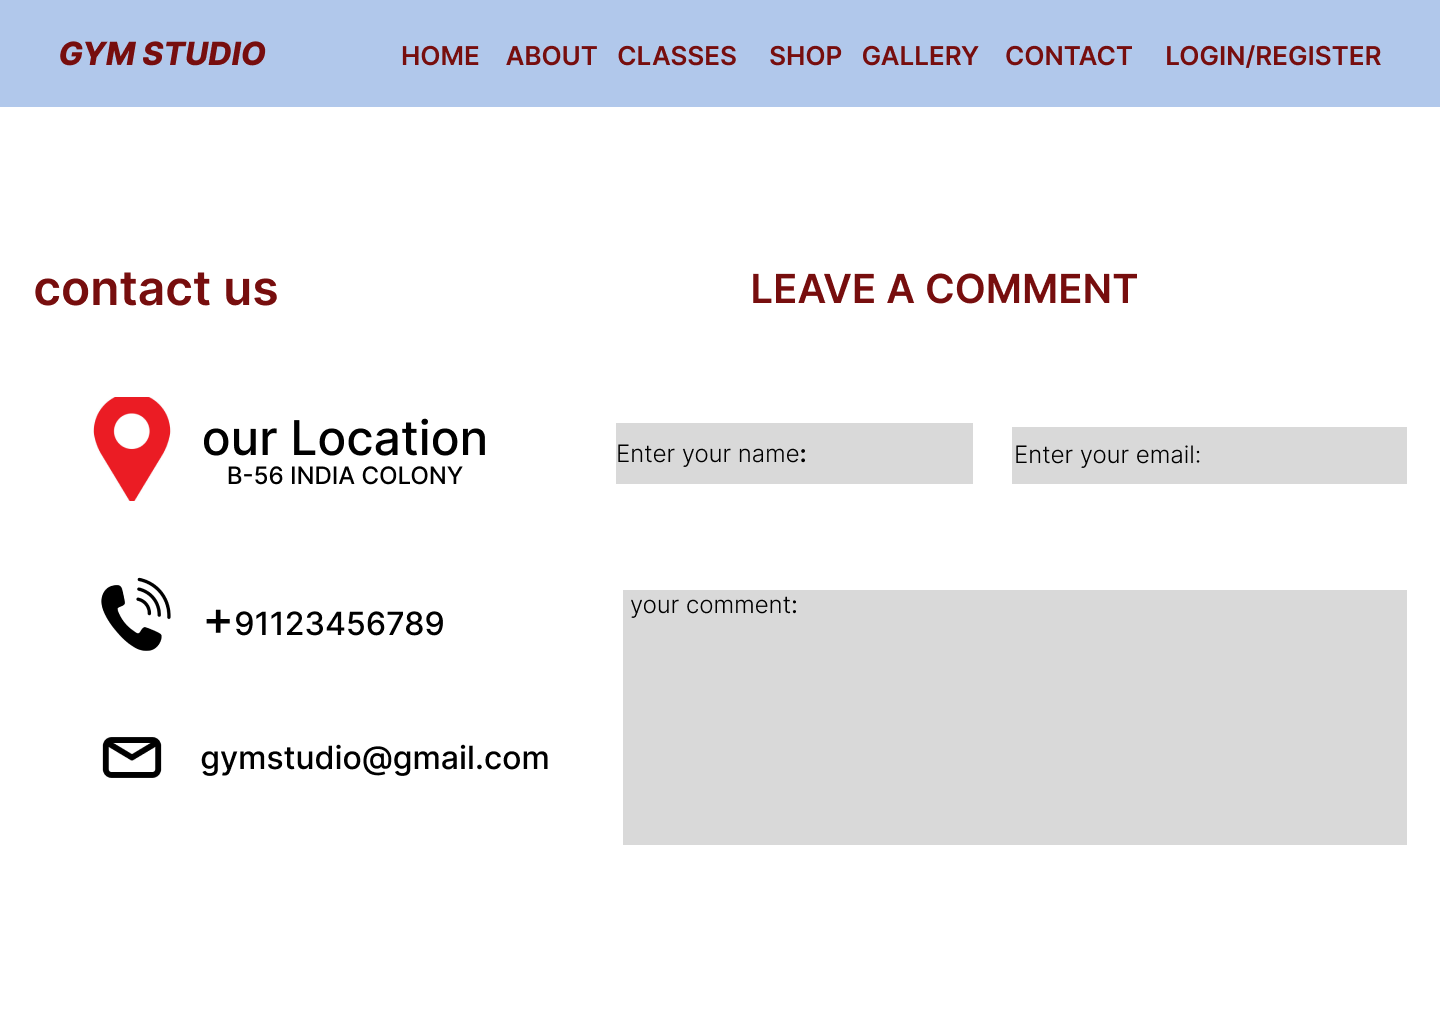 GYM STUDIO HOME ABOUT CLASSES SHOP GALLERY CONTACT LOGIN/REGISTER
contact us
LEAVE A COMMENT
our Location
B-56 INDIA COLONY
Enter your name:
Enter your email:
+91123456789
your comment:
gymstudio@gmail.com